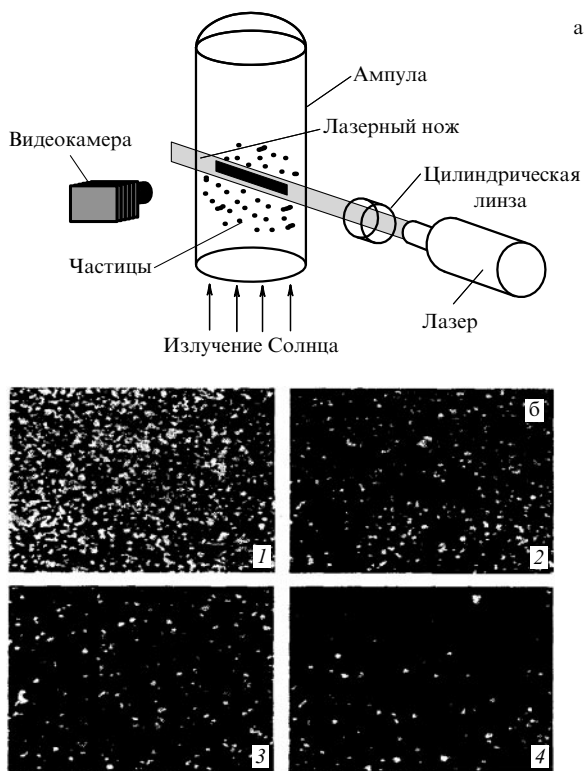 а
Ампула
Лазерный нож
Видеокамера
Цилиндрическая
линза
Частицы
Лазер
Излучение Солнца
б
1
2
3
4